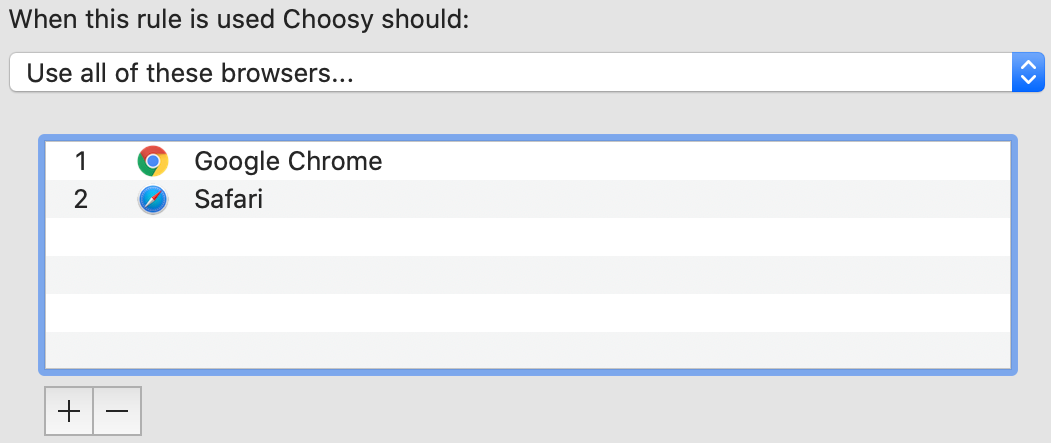 When this rule is used Choosy should:
Use all of these browsers...
1 Google Chrome
2 Safari